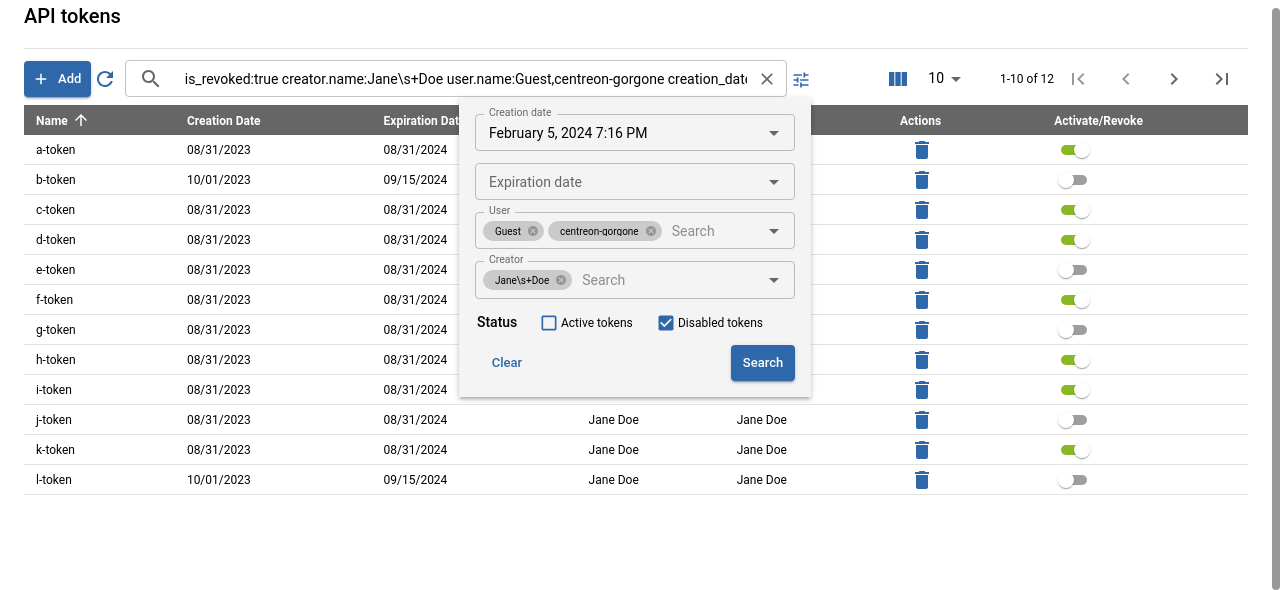 API tokens
Add
is_revoked:true creator.name:Jane\s+Doe user.name:Guest,centreon-gorgone creation_date
10
1-10 of 12
Name Creation Date Expiration Dat Actions Activate/Revoke
Creation date
February 5, 2024 7:16 PM
Expiration date
User
Guest centreon-gorgone Search
Creator
Jane\s+Doe Search
Status Active tokens Disabled tokens
Clear Search
a-token 08/31/2023 08/31/2024
b-token 10/01/2023 09/15/2024
c-token 08/31/2023 08/31/2024
d-token 08/31/2023 08/31/2024
e-token 08/31/2023 08/31/2024
f-token 08/31/2023 08/31/2024
g-token 08/31/2023 08/31/2024
h-token 08/31/2023 08/31/2024
i-token 08/31/2023 08/31/2024
j-token 08/31/2023 08/31/2024 Jane Doe Jane Doe
k-token 08/31/2023 08/31/2024 Jane Doe Jane Doe
l-token 10/01/2023 09/15/2024 Jane Doe Jane Doe